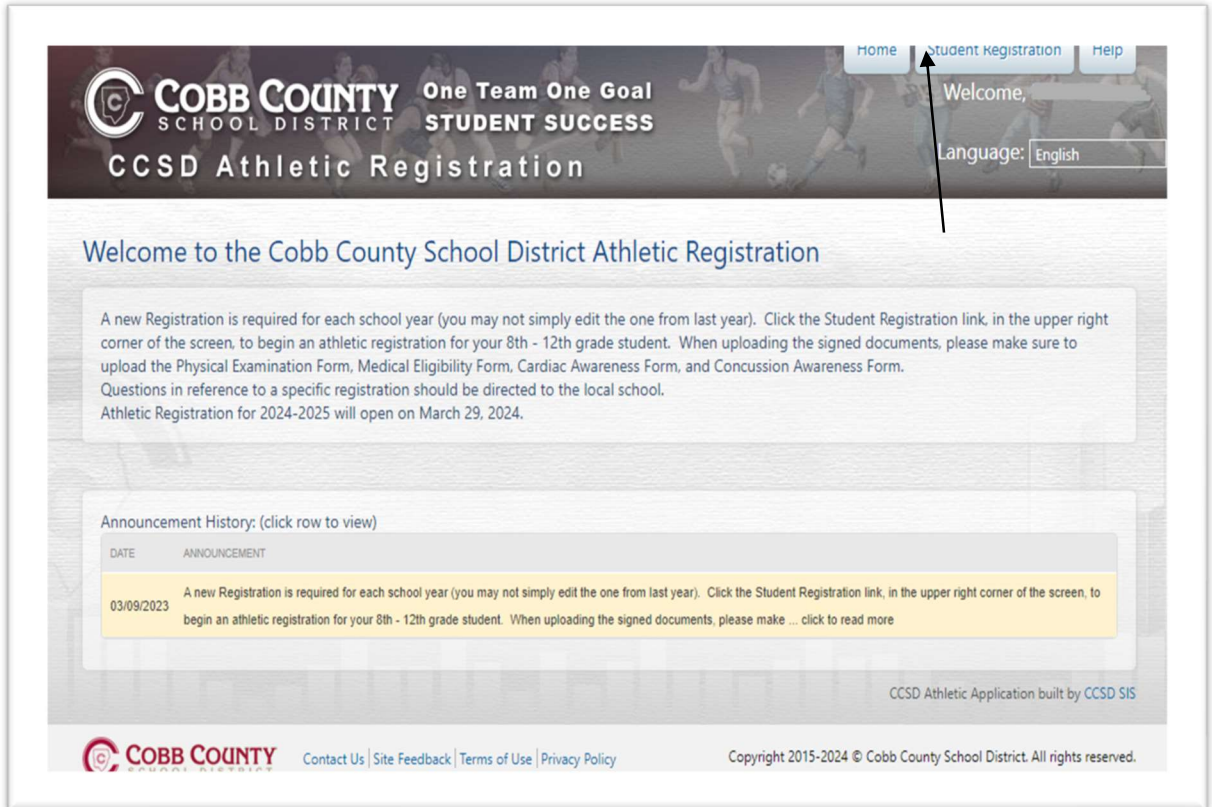 Home Student Registration Help
COBB COUNTY One Team One Goal
SCHOOL DISTRICT STUDENT SUCCESS
Welcome,
CCSD Athletic Registration
Language: English
Welcome to the Cobb County School District Athletic Registration
A new Registration is required for each school year (you may not simply edit the one from last year). Click the Student Registration link, in the upper right
corner of the screen, to begin an athletic registration for your 8th - 12th grade student. When uploading the signed documents, please make sure to
upload the Physical Examination Form, Medical Eligibility Form, Cardiac Awareness Form, and Concussion Awareness Form.
Questions in reference to a specific registration should be directed to the local school.
Athletic Registration for 2024-2025 will open on March 29, 2024.
Announcement History: (click row to view)
DATE ANNOUNCEMENT
03/09/2023 A new Registration is required for each school year (you may not simply edit the one from last year). Click the Student Registration link, in the upper right corner of the screen, to
begin an athletic registration for your 8th - 12th grade student. When uploading the signed documents, please make ... click to read more
CCSD Athletic Application built by CCSD SIS
C COBB COUNTY Contact Us | Site Feedback | Terms of Use | Privacy Policy Copyright 2015-2024 © Cobb County School District. All rights reserved.
SCHOOL DISTRICT